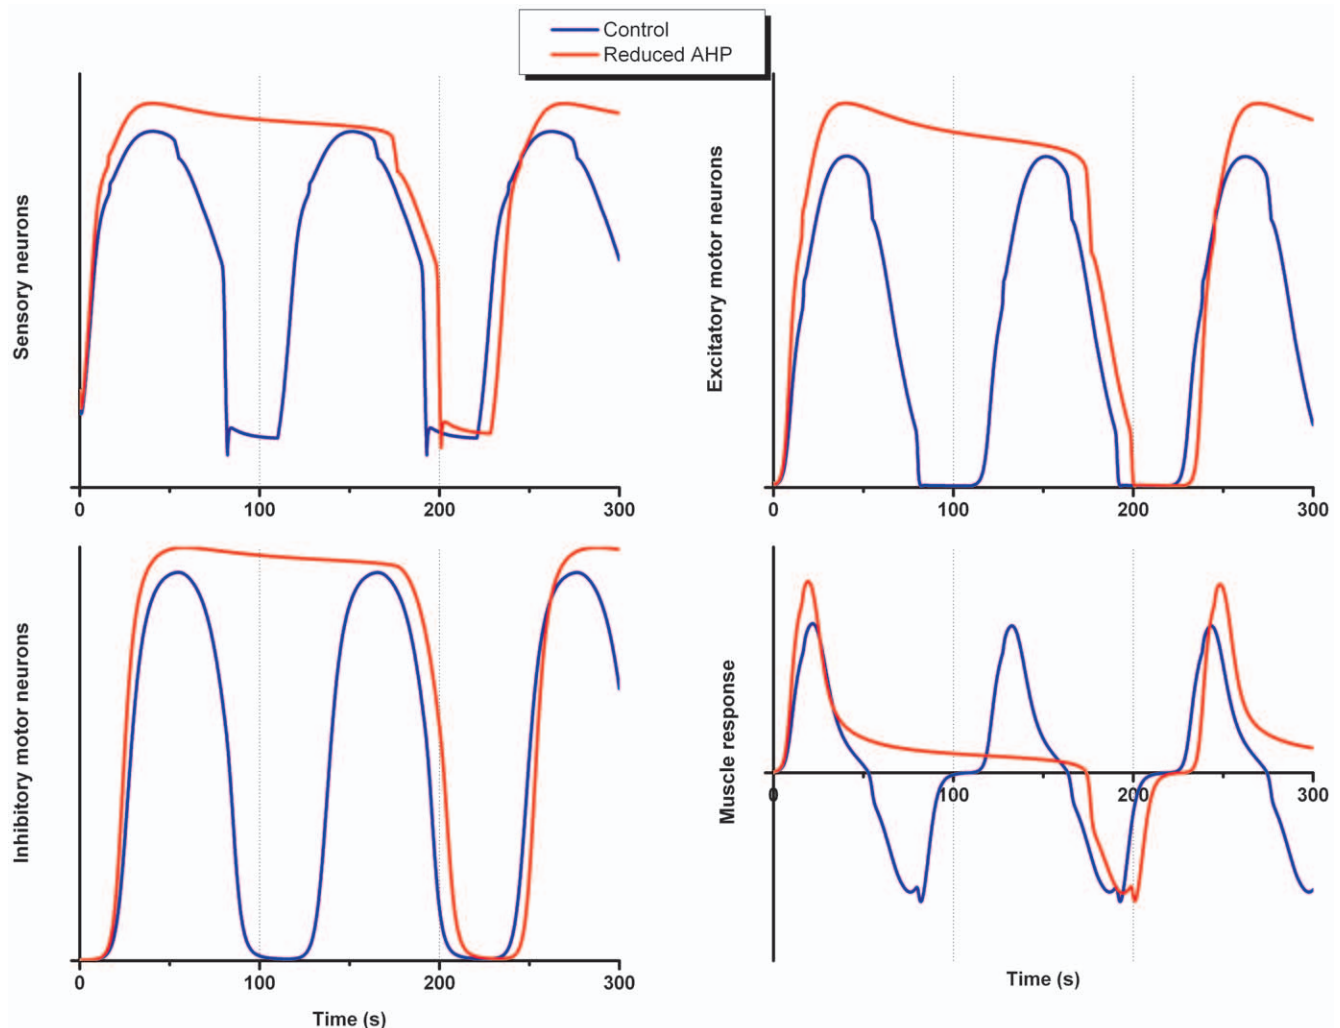 Control
Reduced AHP
Sensory neurons
0 100 200 300
Excitatory motor neurons
0 100 200 300
Inhibitory motor neurons
0 100 200 300
Time (s)
Muscle response
0 100 200 300
Time (s)